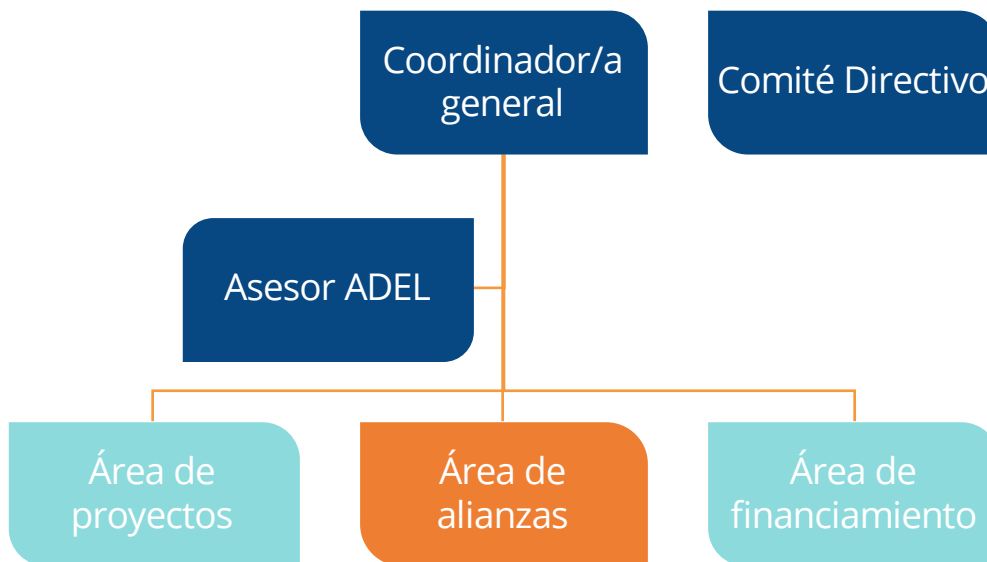 Coordinador/a
general
Comité Directivo
Asesor ADEL
Área de
proyectos
Área de
alianzas
Área de
financiamiento